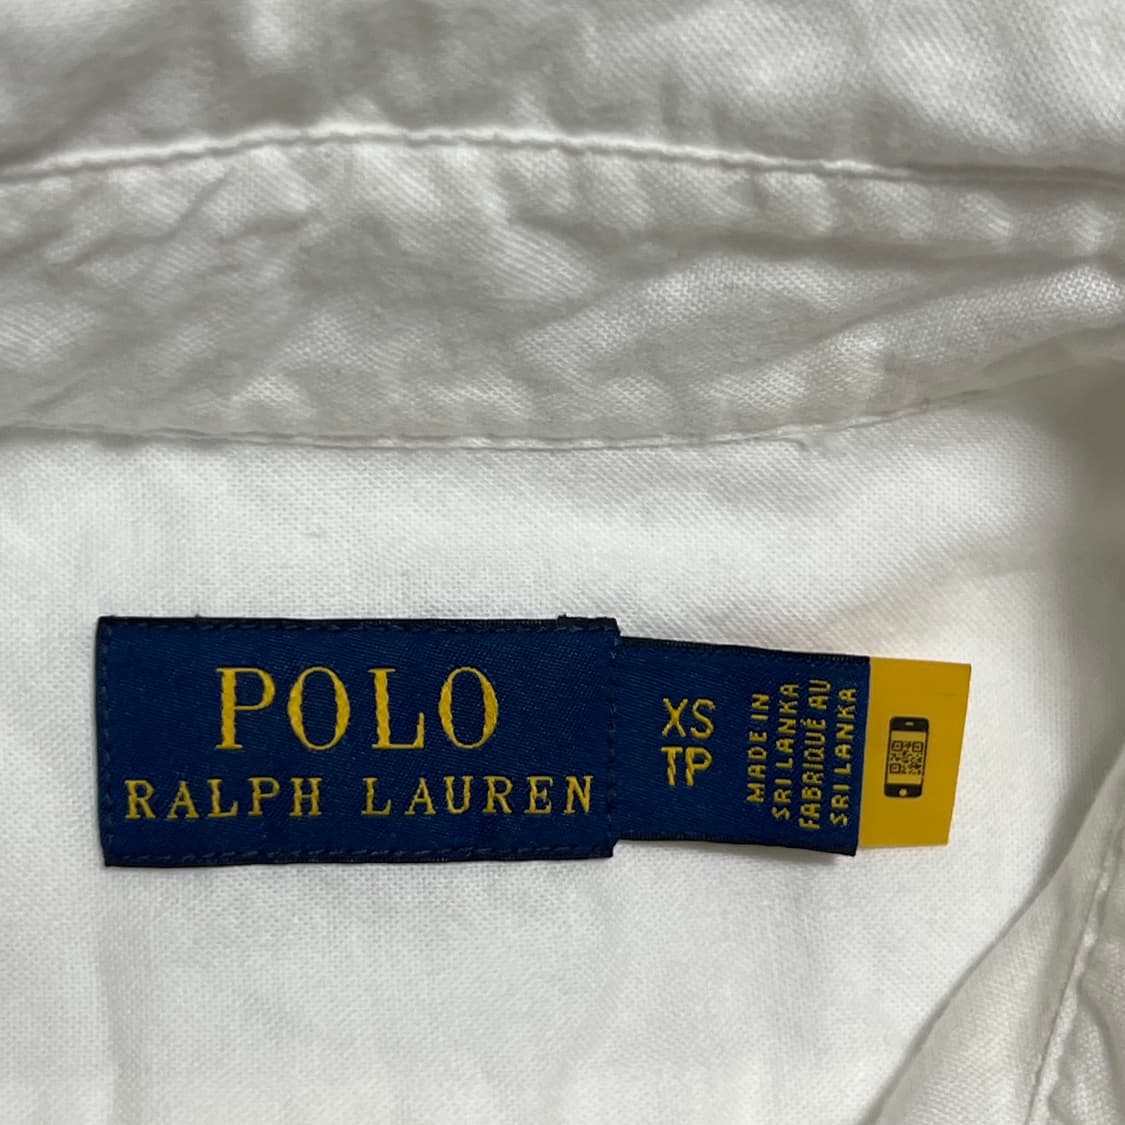 POLO
RALPH LAUREN
XS
TP
MADE IN
SRI LANKA
FABRIQUÉ AU
SRI LANKA